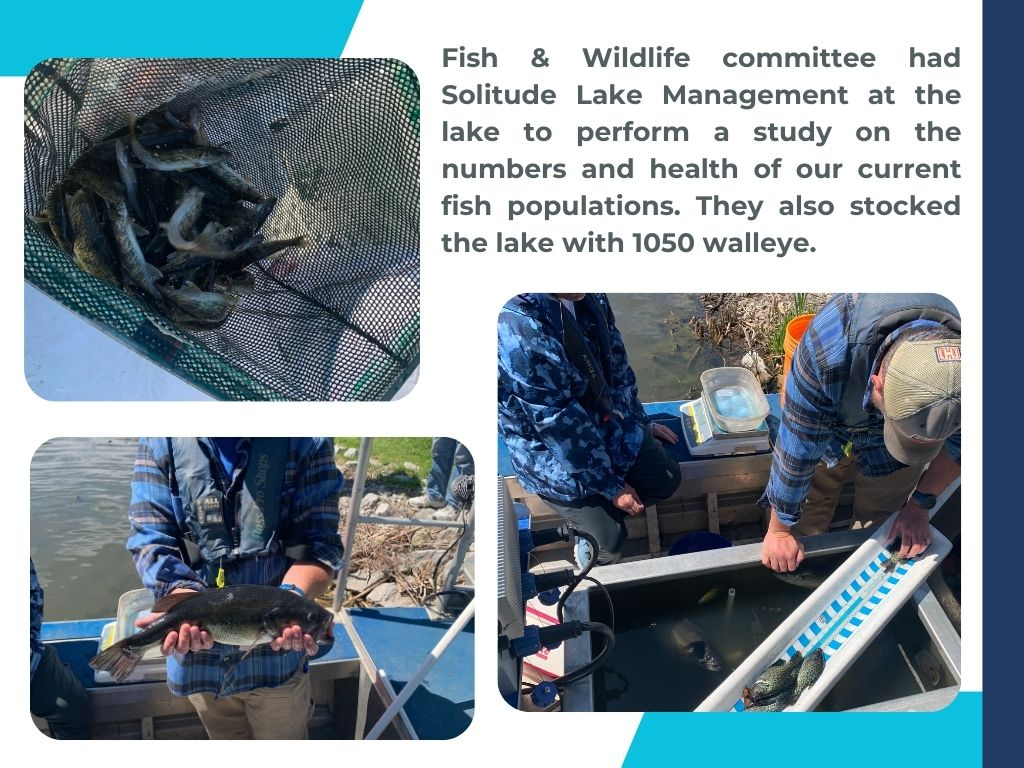 Fish & Wildlife committee had
Solitude Lake Management at the
lake to perform a study on the
numbers and health of our current
fish populations. They also stocked
the lake with 1050 walleye.